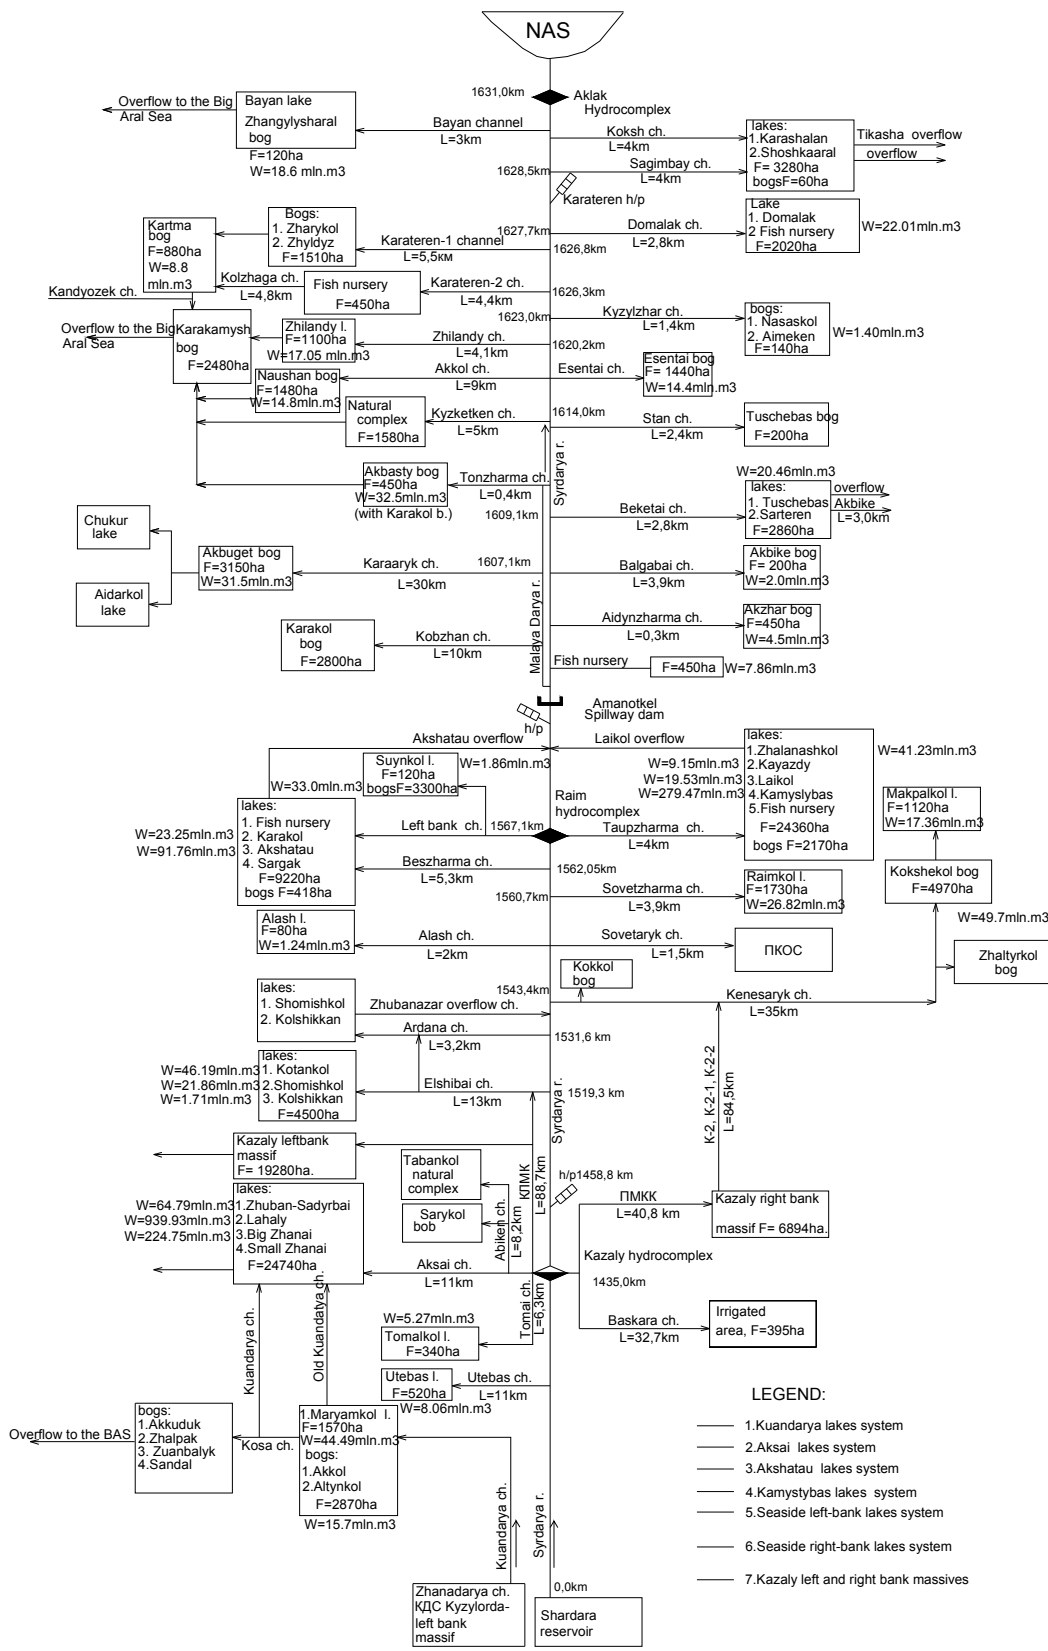 NAS
1631,0km
Aklak
Hydrocomplex
Overflow to the Big
Aral Sea
Bayan lake
Zhangylysharal
bog
F=120ha
W=18.6 mln.m3
Bayan channel
L=3km
Koksh ch.
L=4km
lakes:
1.Karashalan
2.Shoshkaaral
F= 3280ha
bogsF=60ha
Tikasha overflow
overflow
1628,5km
Sagimbay ch.
L=4km
Karateren h/p
Kartma
bog
F=880ha
W=8.8
mln.m3
Bogs:
1. Zharykol
2. Zhyldyz
F=1510ha
Karateren-1 channel
L=5,5км
1627,7km
1626,8km
Domalak ch.
L=2,8km
Lake
1. Domalak
2 Fish nursery
F=2020ha
W=22.01mln.m3
Kolzhaga ch.
L=4,8km
Fish nursery
F=450ha
Karateren-2 ch.
L=4,4km
1626,3km
1623,0km
Kandyozek ch.
Overflow to the Big
Aral Sea
Karakamysh
bog
F=2480ha
Zhilandy l.
F=1100ha
W=17.05 mln.m3
Zhilandy ch.
L=4,1km
1620,2km
Kyzylzhar ch.
L=1,4km
bogs:
1. Nasaskol
2. Aimeken
F=140ha
W=1.40mln.m3
Naushan bog
F=1480ha
W=14.8mln.m3
Akkol ch.
L=9km
Esentai ch.
Esentai bog
F= 1440ha
W=14.4mln.m3
Natural
complex
F=1580ha
Kyzketken ch.
L=5km
1614,0km
Stan ch.
L=2,4km
Tuschebas bog
F=200ha
Syrdarya r.
Akbasty bog
F=450ha
W=32.5mln.m3
(with Karakol b.)
Tonzharma ch.
L=0,4km
1609,1km
Beketai ch.
L=2,8km
W=20.46mln.m3
lakes:
1. Tuschebas
2.Sarteren
F=2860ha
overflow
Akbike
L=3,0km
Chukur
lake
Aidarkol
lake
Akbuget bog
F=3150ha
W=31.5mln.m3
Karaaryk ch.
L=30km
1607,1km
Balgabai ch.
L=3,9km
Akbike bog
F= 200ha
W=2.0mln.m3
Malaya Darya r.
Aidynzharma ch.
L=0,3km
Akzhar bog
F=450ha
W=4.5mln.m3
Karakol
bog
F=2800ha
Kobzhan ch.
L=10km
Fish nursery
F=450ha
W=7.86mln.m3
Amanotkel
Spillway dam
h/p
Akshatau overflow
Laikol overflow
W=1.86mln.m3
Suynkol l.
F=120ha
bogsF=3300ha
W=33.0mln.m3
W=9.15mln.m3
W=19.53mln.m3
W=279.47mln.m3
lakes:
1.Zhalanashkol
2.Kayazdy
3.Laikol
4.Kamyslybas
5.Fish nursery
F=24360ha
bogs F=2170ha
W=41.23mln.m3
Makpalkol l.
F=1120ha
W=17.36mln.m3
Raim
hydrocomplex
W=23.25mln.m3
W=91.76mln.m3
lakes:
1. Fish nursery
2. Karakol
3. Akshatau
4. Sargak
F=9220ha
bogs F=418ha
Left bank ch.
1567,1km
Taupzharma ch.
L=4km
Beszharma ch.
L=5,3km
1562,05km
1560,7km
Sovetzharma ch.
L=3,9km
Raimkol l.
F=1730ha
W=26.82mln.m3
Kokshekol bog
F=4970ha
W=49.7mln.m3
Alash l.
F=80ha
W=1.24mln.m3
Alash ch.
L=2km
Sovetaryk ch.
L=1,5km
ПКОС
Zhaltyrkol
bog
Kokkol
bog
1543,4km
Kenesaryk ch.
L=35km
lakes:
1. Shomishkol
2. Kolshikkan
Zhubanazar overflow ch.
Ardana ch.
L=3,2km
1531,6 km
W=46.19mln.m3
W=21.86mln.m3
W=1.71mln.m3
lakes:
1. Kotankol
2.Shomishkol
3. Kolshikkan
F=4500ha
Elshibai ch.
L=13km
1519,3 km
Syrdarya r.
К-2, К-2-1, К-2-2
L=84,5km
Kazaly leftbank
massif
F= 19280ha.
КПМК
L=88,7km
Tabankol
natural
complex
Sarykol
bob
Abiken ch.
L=8,2km
h/p1458,8 km
ПМКК
L=40,8 km
Kazaly right bank
massif F= 6894ha.
W=64.79mln.m3
W=939.93mln.m3
W=224.75mln.m3
lakes:
1.Zhuban-Sadyrbai
2.Lahaly
3.Big Zhanai
4.Small Zhanai
F=24740ha
Aksai ch.
L=11km
Kazaly hydrocomplex
1435,0km
Tomai ch.
L=6,3km
Baskara ch.
L=32,7km
Irrigated
area, F=395ha
W=5.27mln.m3
Tomalkol l.
F=340ha
Kuandarya ch.
Old Kuandatya ch.
Utebas l.
F=520ha
W=8.06mln.m3
Utebas ch.
L=11km
Overflow to the BAS
bogs:
1.Akkuduk
2.Zhalpak
3. Zuanbalyk
4.Sandal
Kosa ch.
1.Maryamkol l.
F=1570ha
W=44.49mln.m3
bogs:
1.Akkol
2.Altynkol
F=2870ha
W=15.7mln.m3
Kuandarya ch.
Syrdarya r.
0,0km
Zhanadarya ch.
КДС Kyzylorda-
left bank
massif
Shardara
reservoir
LEGEND:
1.Kuandarya lakes system
2.Aksai lakes system
3.Akshatau lakes system
4.Kamystybas lakes system
5.Seaside left-bank lakes system
6.Seaside right-bank lakes system
7.Kazaly left and right bank massives